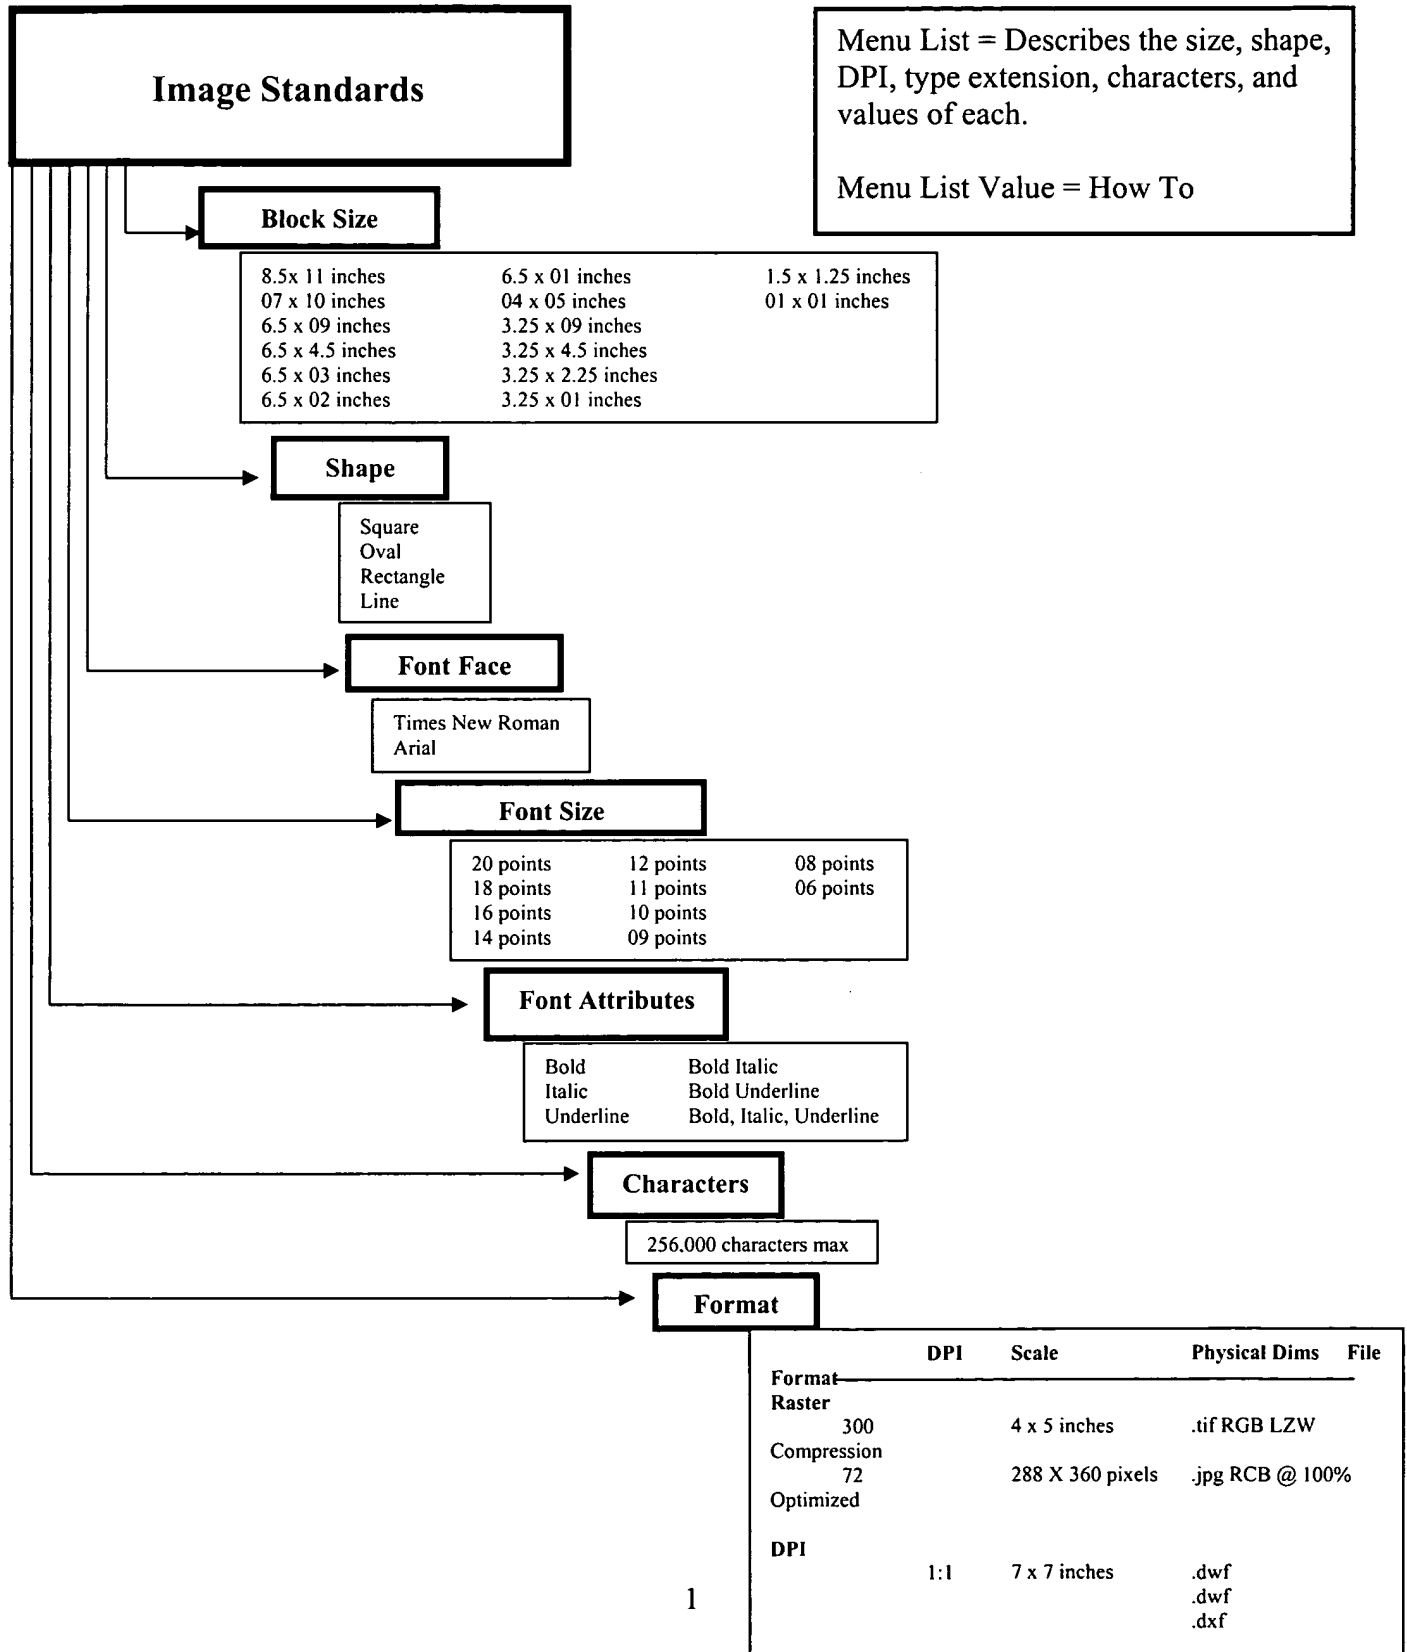 Image Standards
Menu List = Describes the size, shape,
DPI, type extension, characters, and
values of each.
Menu List Value = How To
Block Size
8.5x 11 inches 6.5 x 01 inches 1.5 x 1.25 inches
07 x 10 inches 04 x 05 inches 01 x 01 inches
6.5 x 09 inches 3.25 x 09 inches
6.5 x 4.5 inches 3.25 x 4.5 inches
6.5 x 03 inches 3.25 x 2.25 inches
6.5 x 02 inches 3.25 x 01 inches
Shape
Square
Oval
Rectangle
Line
Font Face
Times New Roman
Arial
Font Size
20 points 12 points 08 points
18 points 11 points 06 points
16 points 10 points
14 points 09 points
Font Attributes
Bold Bold Italic
Italic Bold Underline
Underline Bold, Italic, Underline
Characters
256,000 characters max
Format
DPI Scale Physical Dims File
Format
Raster
300 4 x 5 inches .tif RGB LZW
Compression
72 288 X 360 pixels .jpg RCB @ 100%
Optimized
DPI
1:1 7 x 7 inches .dwf
.dwf
.dxf
1